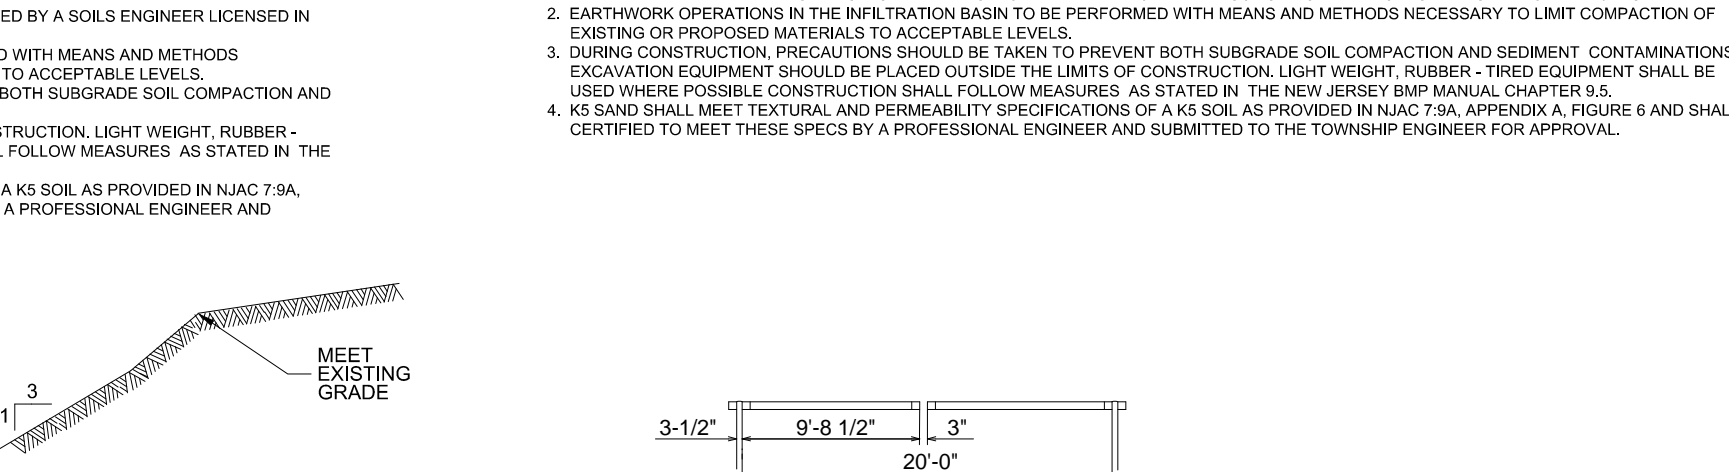 ED BY A SOILS ENGINEER LICENSED IN
D WITH MEANS AND METHODS
TO ACCEPTABLE LEVELS.
BOTH SUBGRADE SOIL COMPACTION AND
STRUCTION. LIGHT WEIGHT, RUBBER -
L FOLLOW MEASURES AS STATED IN THE
A K5 SOIL AS PROVIDED IN NJAC 7:9A,
A PROFESSIONAL ENGINEER AND
2. EARTHWORK OPERATIONS IN THE INFILTRATION BASIN TO BE PERFORMED WITH MEANS AND METHODS NECESSARY TO LIMIT COMPACTION OF
EXISTING OR PROPOSED MATERIALS TO ACCEPTABLE LEVELS.
3. DURING CONSTRUCTION, PRECAUTIONS SHOULD BE TAKEN TO PREVENT BOTH SUBGRADE SOIL COMPACTION AND SEDIMENT CONTAMINATIONS
EXCAVATION EQUIPMENT SHOULD BE PLACED OUTSIDE THE LIMITS OF CONSTRUCTION. LIGHT WEIGHT, RUBBER - TIRED EQUIPMENT SHALL BE
USED WHERE POSSIBLE CONSTRUCTION SHALL FOLLOW MEASURES AS STATED IN THE NEW JERSEY BMP MANUAL CHAPTER 9.5.
4. K5 SAND SHALL MEET TEXTURAL AND PERMEABILITY SPECIFICATIONS OF A K5 SOIL AS PROVIDED IN NJAC 7:9A, APPENDIX A, FIGURE 6 AND SHAL
CERTIFIED TO MEET THESE SPECS BY A PROFESSIONAL ENGINEER AND SUBMITTED TO THE TOWNSHIP ENGINEER FOR APPROVAL.
MEET
EXISTING
GRADE
3
1
3-1/2" 9'-8 1/2" 3"
20'-0"